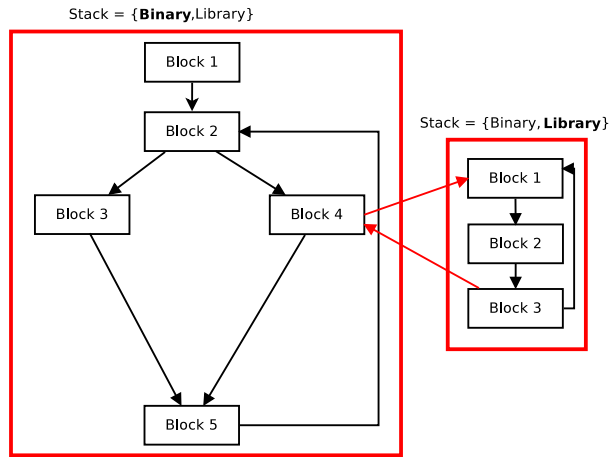 Stack = {Binary,Library}
Block 1
Block 2
Block 3
Block 4
Block 5
Stack = {Binary,Library}
Block 1
Block 2
Block 3